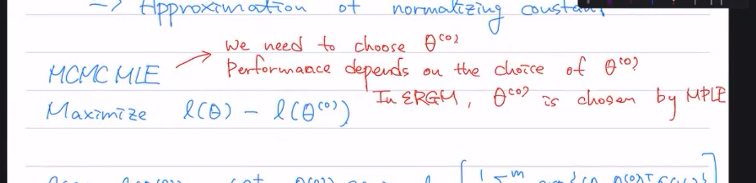 -> Approximation of normalizing constant
We need to choose θ^(0)
MCMC MLE
Performance depends on the choice of θ^(0)
In ERGM, θ^(0) is chosen by MPLE
Maximize l(θ) - l(θ^(0))